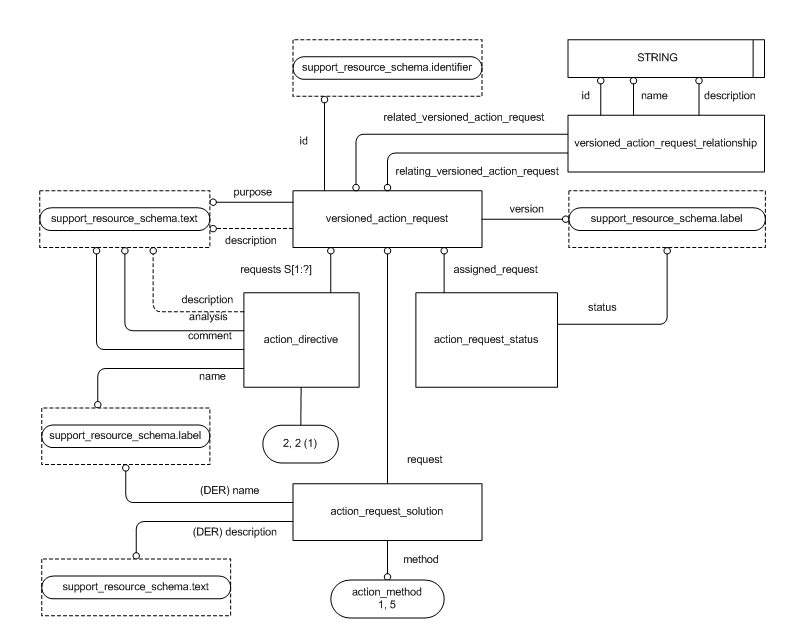 support_resource_schema.identifier
STRING
id
name
description
related_versioned_action_request
versioned_action_request_relationship
id
relating_versioned_action_request
purpose
support_resource_schema.text
versioned_action_request
version
support_resource_schema.label
description
requests S[1:?]
assigned_request
description
analysis
comment
action_directive
action_request_status
status
name
support_resource_schema.label
2, 2 (1)
request
(DER) name
action_request_solution
(DER) description
method
support_resource_schema.text
action_method
1, 5